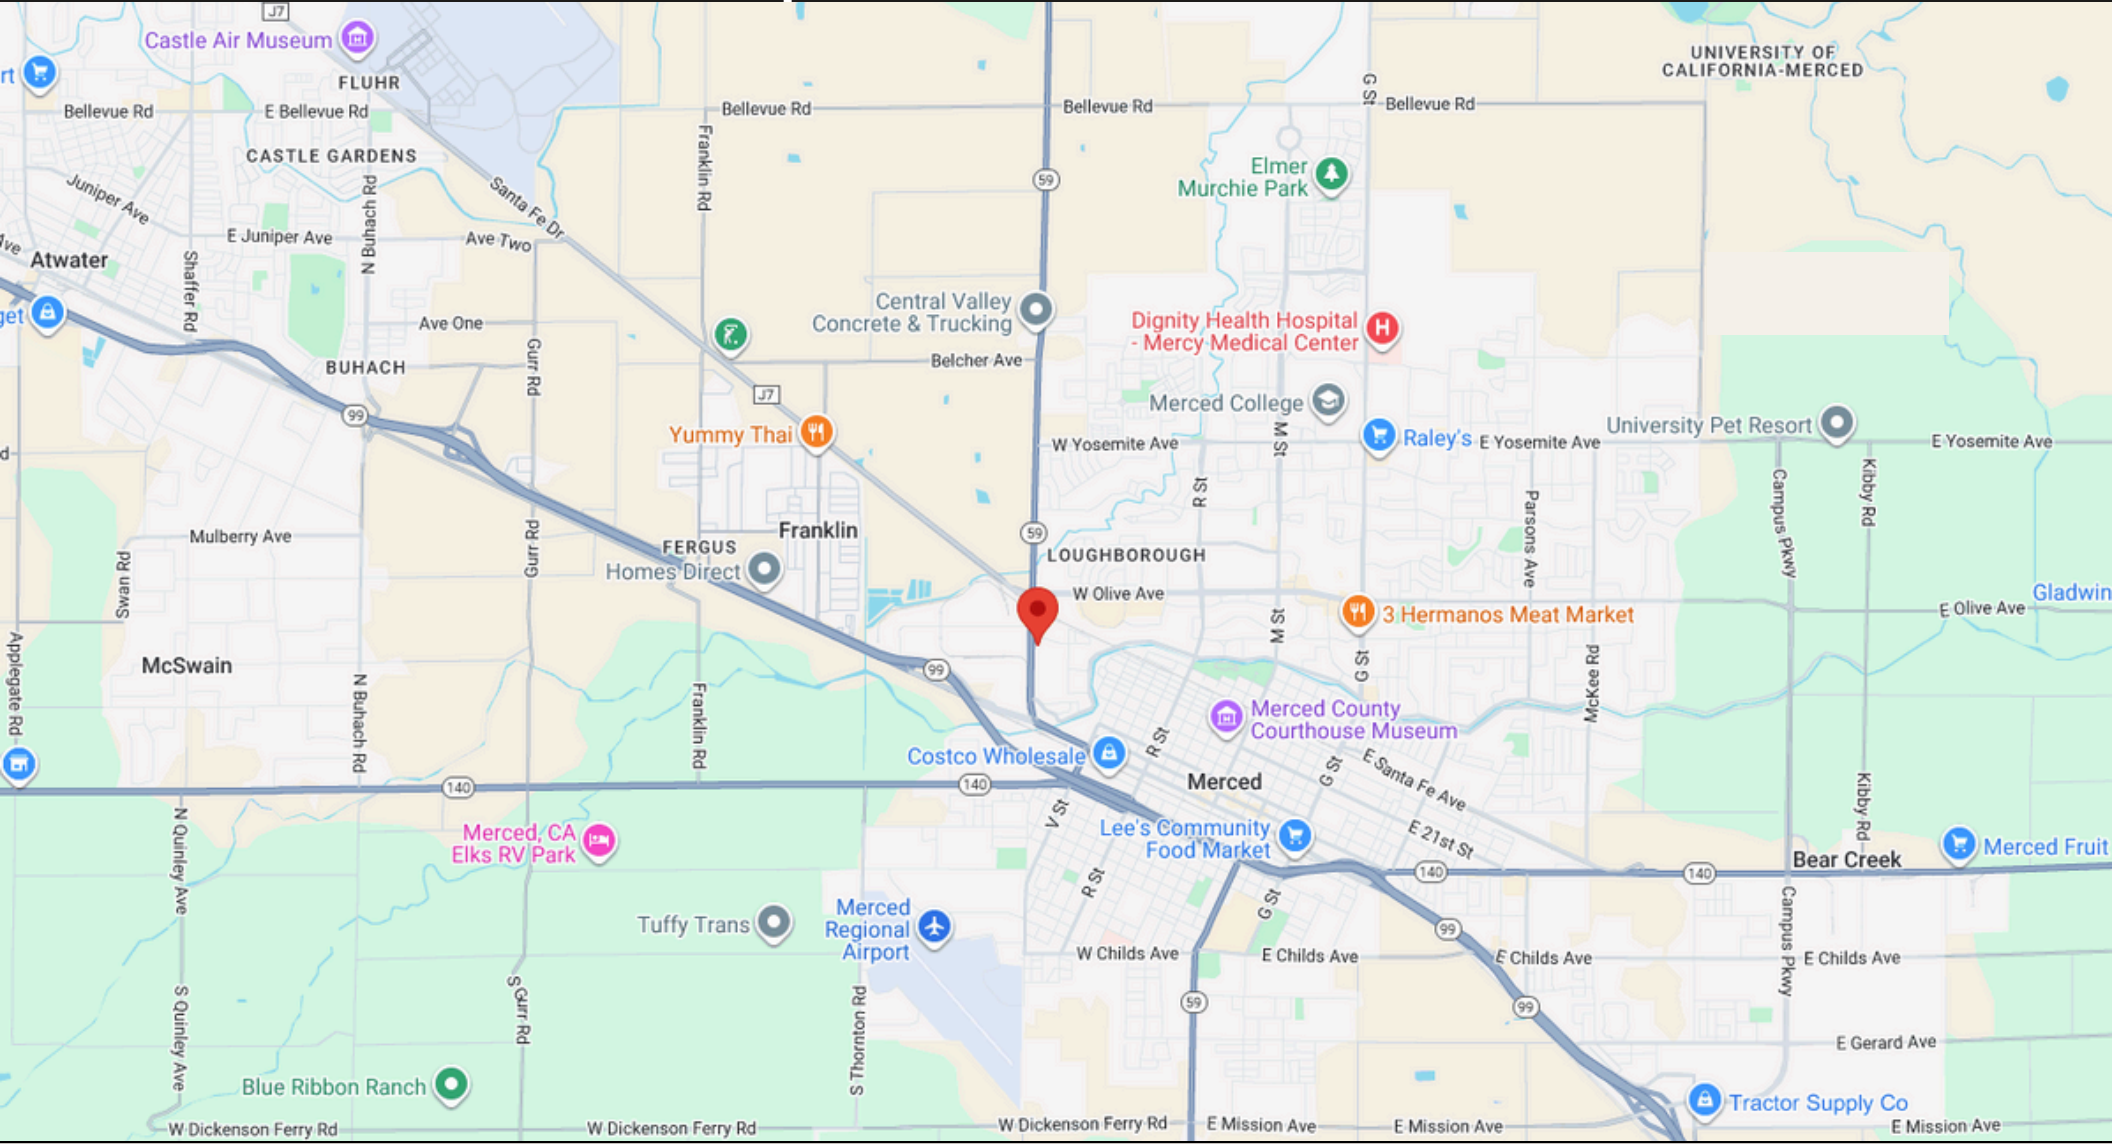 J7
Castle Air Museum
rt
FLUHR
UNIVERSITY OF
CALIFORNIA-MERCED
G St
Bellevue Rd
E Bellevue Rd
Bellevue Rd
Bellevue Rd
Bellevue Rd
Franklin Rd
CASTLE GARDENS
Juniper Ave
N Buhach Rd
Santa Fe Dr
59
Elmer
Murchie Park
Ave
E Juniper Ave
Ave Two
Atwater
Shaffer Rd
get
Ave One
Central Valley
Concrete & Trucking
Dignity Health Hospital
- Mercy Medical Center
H
BUHACH
Gurr Rd
Belcher Ave
J7
99
Merced College
Yummy Thai
W Yosemite Ave
M St
Raley's
E Yosemite Ave
University Pet Resort
E Yosemite Ave
d
R St
Parsons Ave
Campus Pkwy
Kibby Rd
Mulberry Ave
Gurr Rd
Franklin
59
FERGUS
Homes Direct
LOUGHBOROUGH
Swan Rd
W Olive Ave
3 Hermanos Meat Market
Gladwin
E Olive Ave
M St
G St
Applegate Rd
McSwain
N Buhach Rd
Franklin Rd
99
McKee Rd
Merced County
Courthouse Museum
Costco Wholesale
R St
Merced
G St
E Santa Fe Ave
140
140
V St
Kibby Rd
N Quinley Ave
Merced, CA
Elks RV Park
Lee's Community
Food Market
E 21st St
Merced Fruit
Bear Creek
140
140
R St
G St
Campus Pkwy
Tuffy Trans
Merced
Regional
Airport
99
W Childs Ave
E Childs Ave
E Childs Ave
E Childs Ave
S Quinley Ave
S Gurr Rd
S Thornton Rd
59
99
E Gerard Ave
Blue Ribbon Ranch
Tractor Supply Co
W Dickenson Ferry Rd
W Dickenson Ferry Rd
W Dickenson Ferry Rd
E Mission Ave
E Mission Ave
E Mission Ave